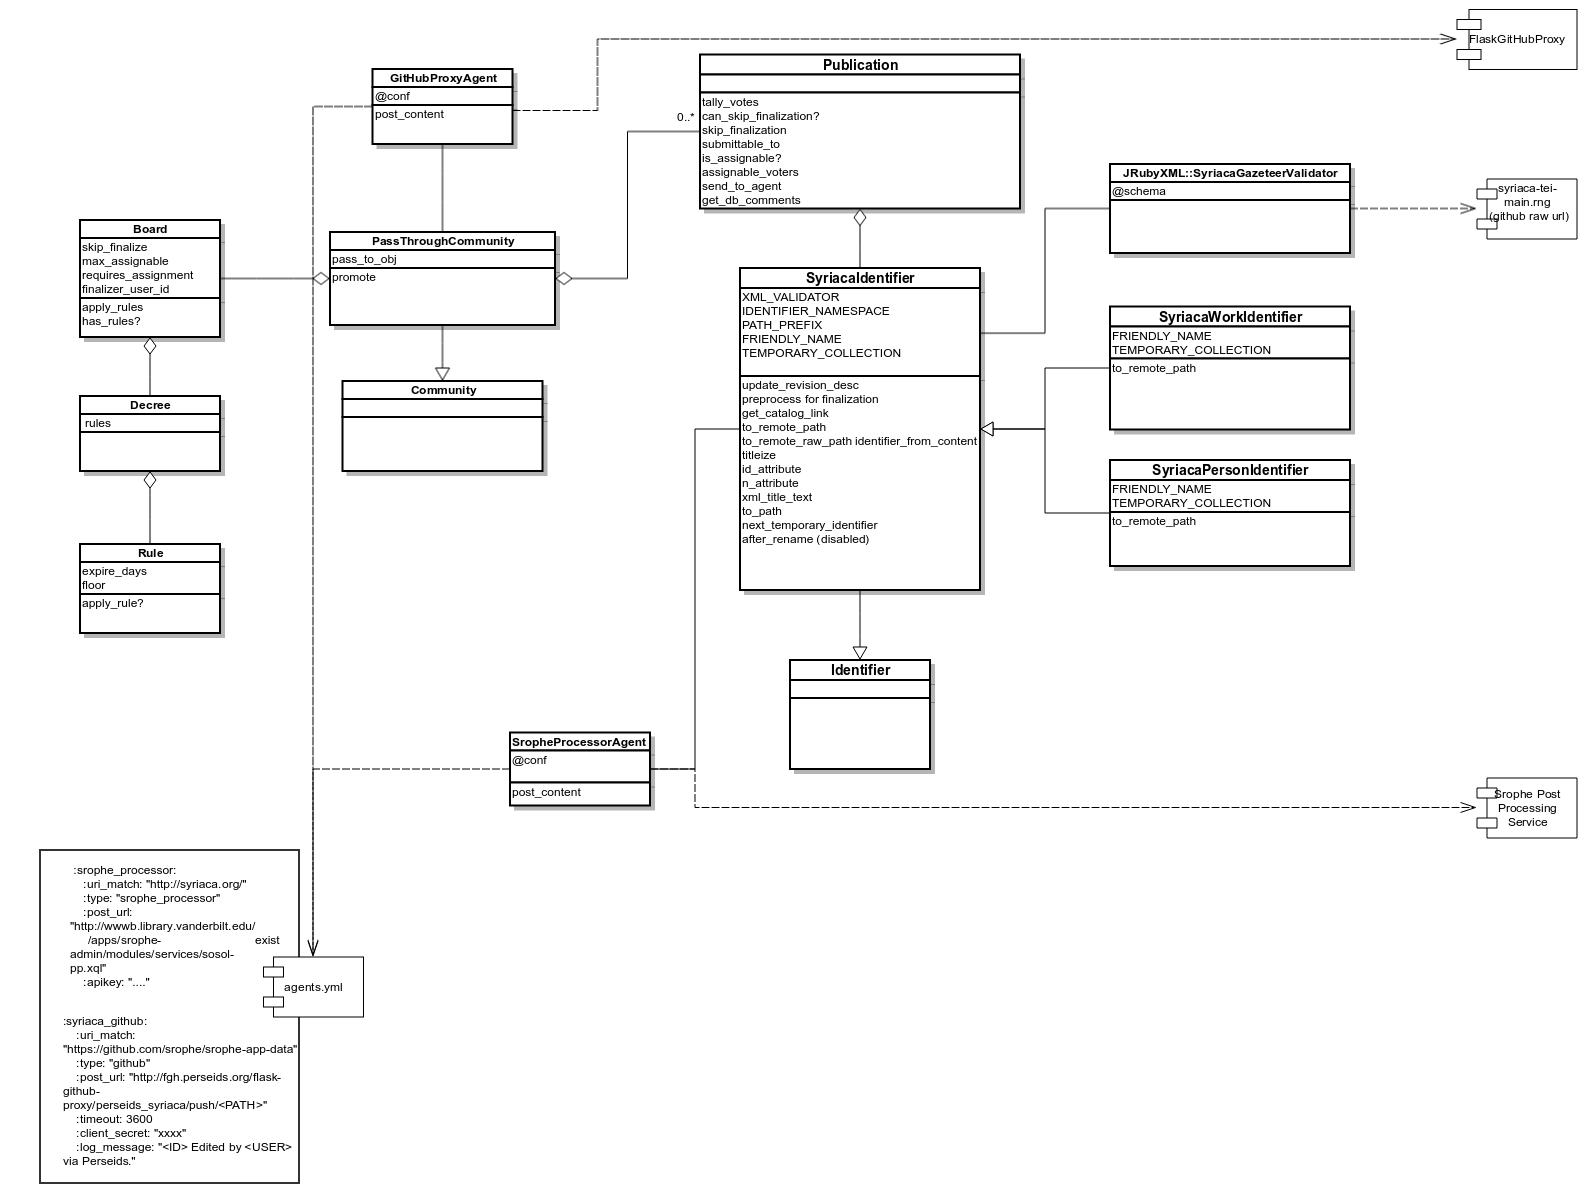 FlaskGitHubProxy
GitHubProxyAgent
@conf
post_content
Publication
tally_votes
can_skip_finalization?
skip_finalization
submittable_to
is_assignable?
assignable_voters
send_to_agent
get_db_comments
0..*
JRubyXML::SyriacaGazeteerValidator
@schema
syriaca-tei-
main.rng
(github raw url)
Board
skip_finalize
max_assignable
requires_assignment
finalizer_user_id
apply_rules
has_rules?
PassThroughCommunity
pass_to_obj
promote
SyriacaIdentifier
XML_VALIDATOR
IDENTIFIER_NAMESPACE
PATH_PREFIX
FRIENDLY_NAME
TEMPORARY_COLLECTION
update_revision_desc
preprocess for finalization
get_catalog_link
to_remote_path
to_remote_raw_path identifier_from_content
titleize
id_attribute
n_attribute
xml_title_text
to_path
next_temporary_identifier
after_rename (disabled)
SyriacaWorkIdentifier
FRIENDLY_NAME
TEMPORARY_COLLECTION
to_remote_path
Community
Decree
rules
SyriacaPersonIdentifier
FRIENDLY_NAME
TEMPORARY_COLLECTION
to_remote_path
Rule
expire_days
floor
apply_rule?
Identifier
SropheProcessorAgent
@conf
post_content
Srophe Post
Processing
Service
:srophe_processor:
:uri_match: "http://syriaca.org/"
:type: "srophe_processor"
:post_url:
"http://wwwb.library.vanderbilt.edu/
/apps/srophe- exist
admin/modules/services/sosol-
pp.xql"
:apikey: "...."
agents.yml
:syriaca_github:
:uri_match:
"https://github.com/srophe/srophe-app-data"
:type: "github"
:post_url: "http://fgh.perseids.org/flask-
github-
proxy/perseids_syriaca/push/<PATH>"
:timeout: 3600
:client_secret: "xxxx"
:log_message: "<ID> Edited by <USER>
via Perseids."